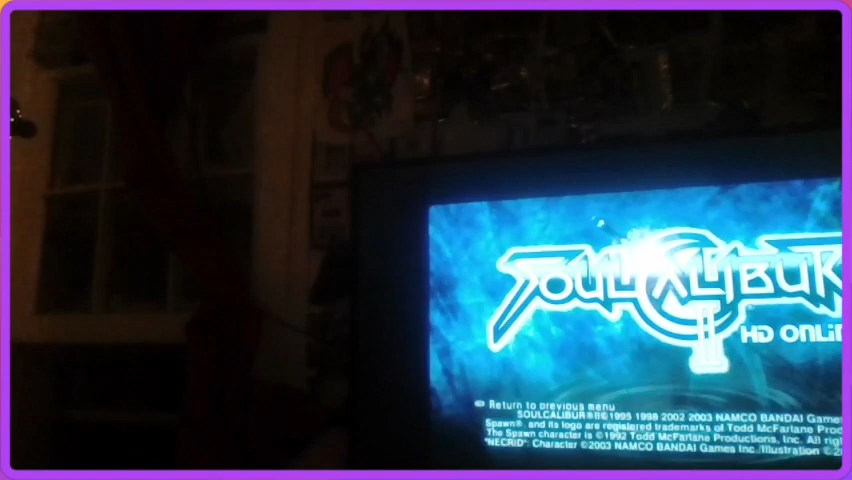 SOULCALIBUR
II
HD ONLI
Return to previous menu
SOULCALIBUR®II©1995 1998 2002 2003 NAMCO BANDAI Game
Spawn®, and its logo are registered trademarks of Todd McFarlane Prod
The Spawn character is ©1992 Todd McFarlane Productions, Inc. All rig
"NECRID": Character ©2003 NAMCO BANDAI Games Inc./Illustration ©2